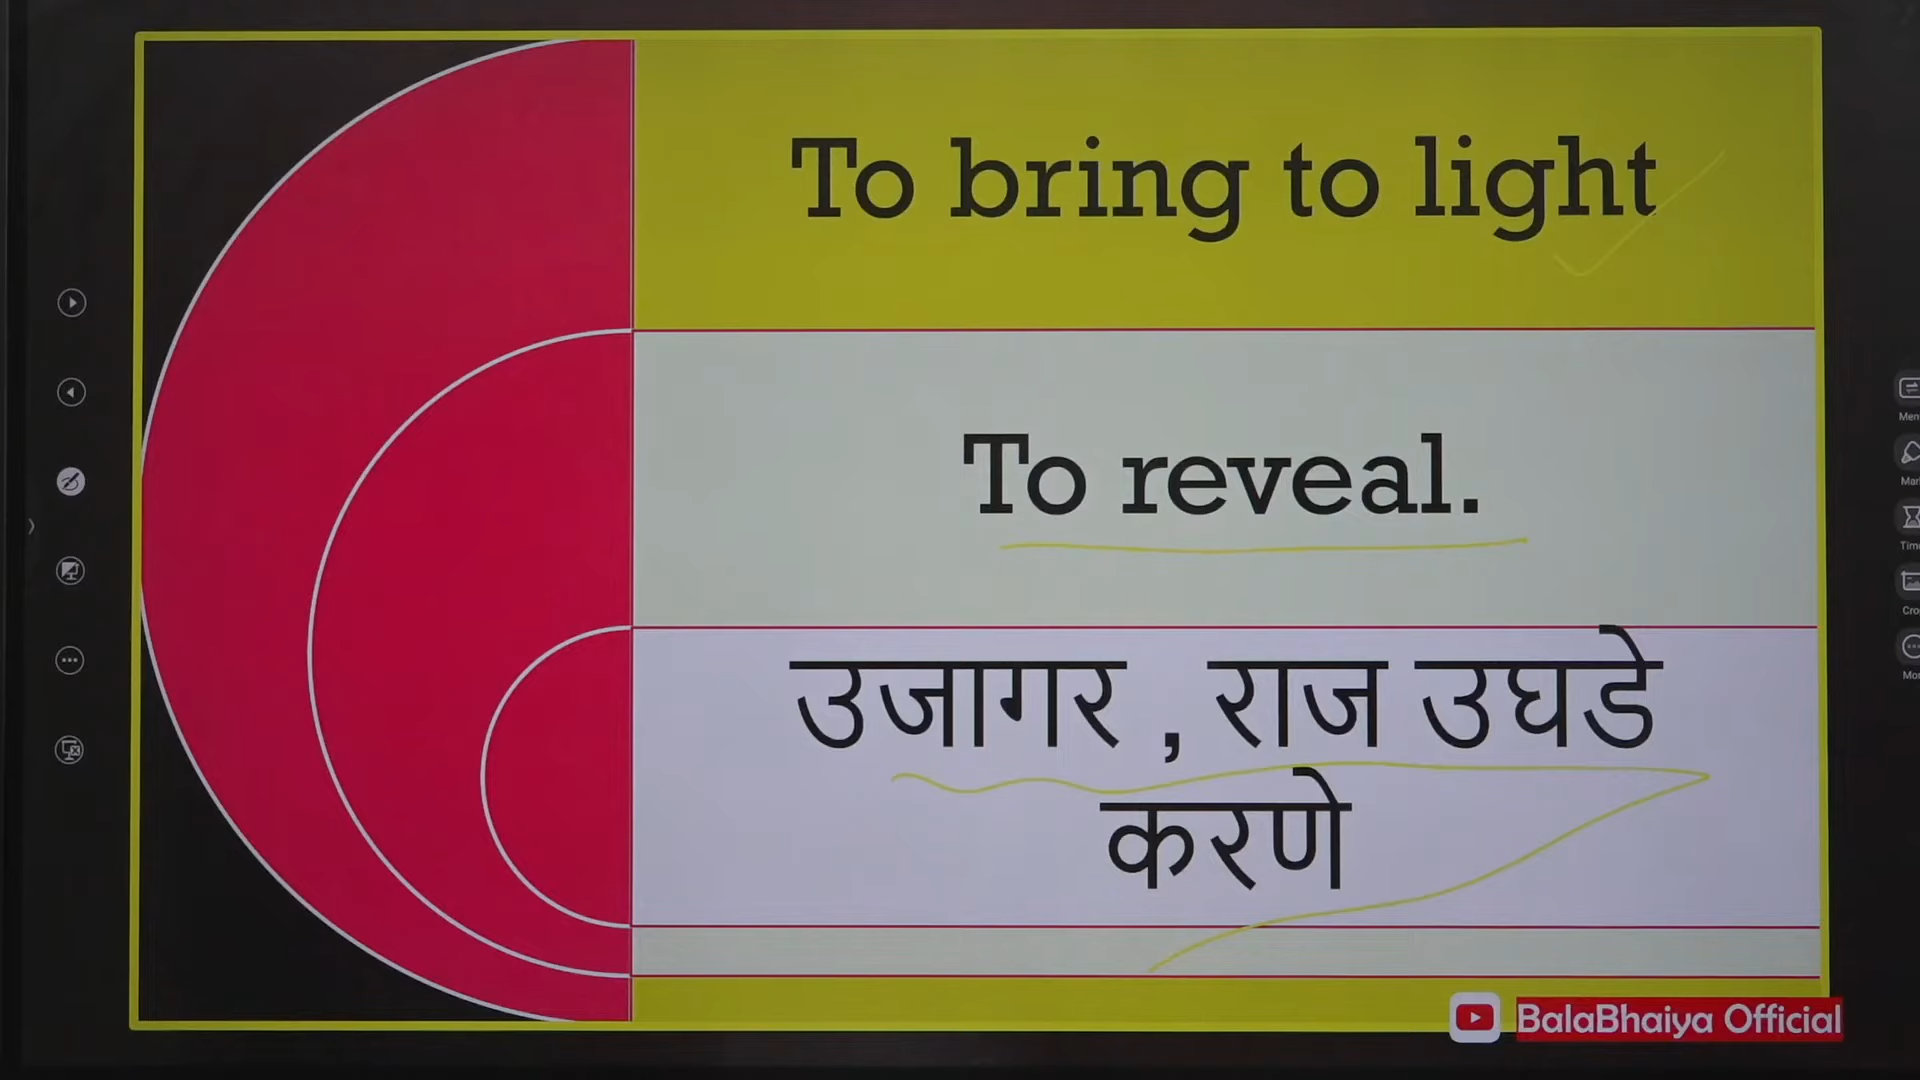 To bring to light
To reveal.
उजागर , राज उघडे
करणे
BalaBhaiya Official